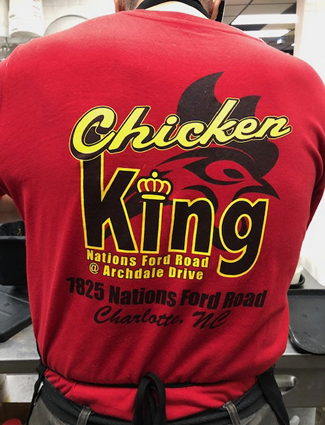 Chicken
King
Nations Ford Road
@ Archdale Drive
7825 Nations Ford Road
Charlotte, NC